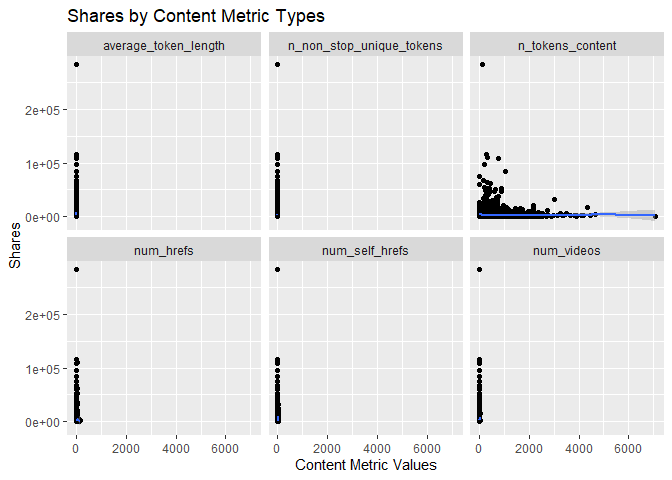 Shares by Content Metric Types
average_token_length n_non_stop_unique_tokens n_tokens_content
2e+05
1e+05
0e+00
Shares
num_hrefs num_self_hrefs num_videos
2e+05
1e+05
0e+00
0 2000 4000 6000 0 2000 4000 6000 0 2000 4000 6000
Content Metric Values